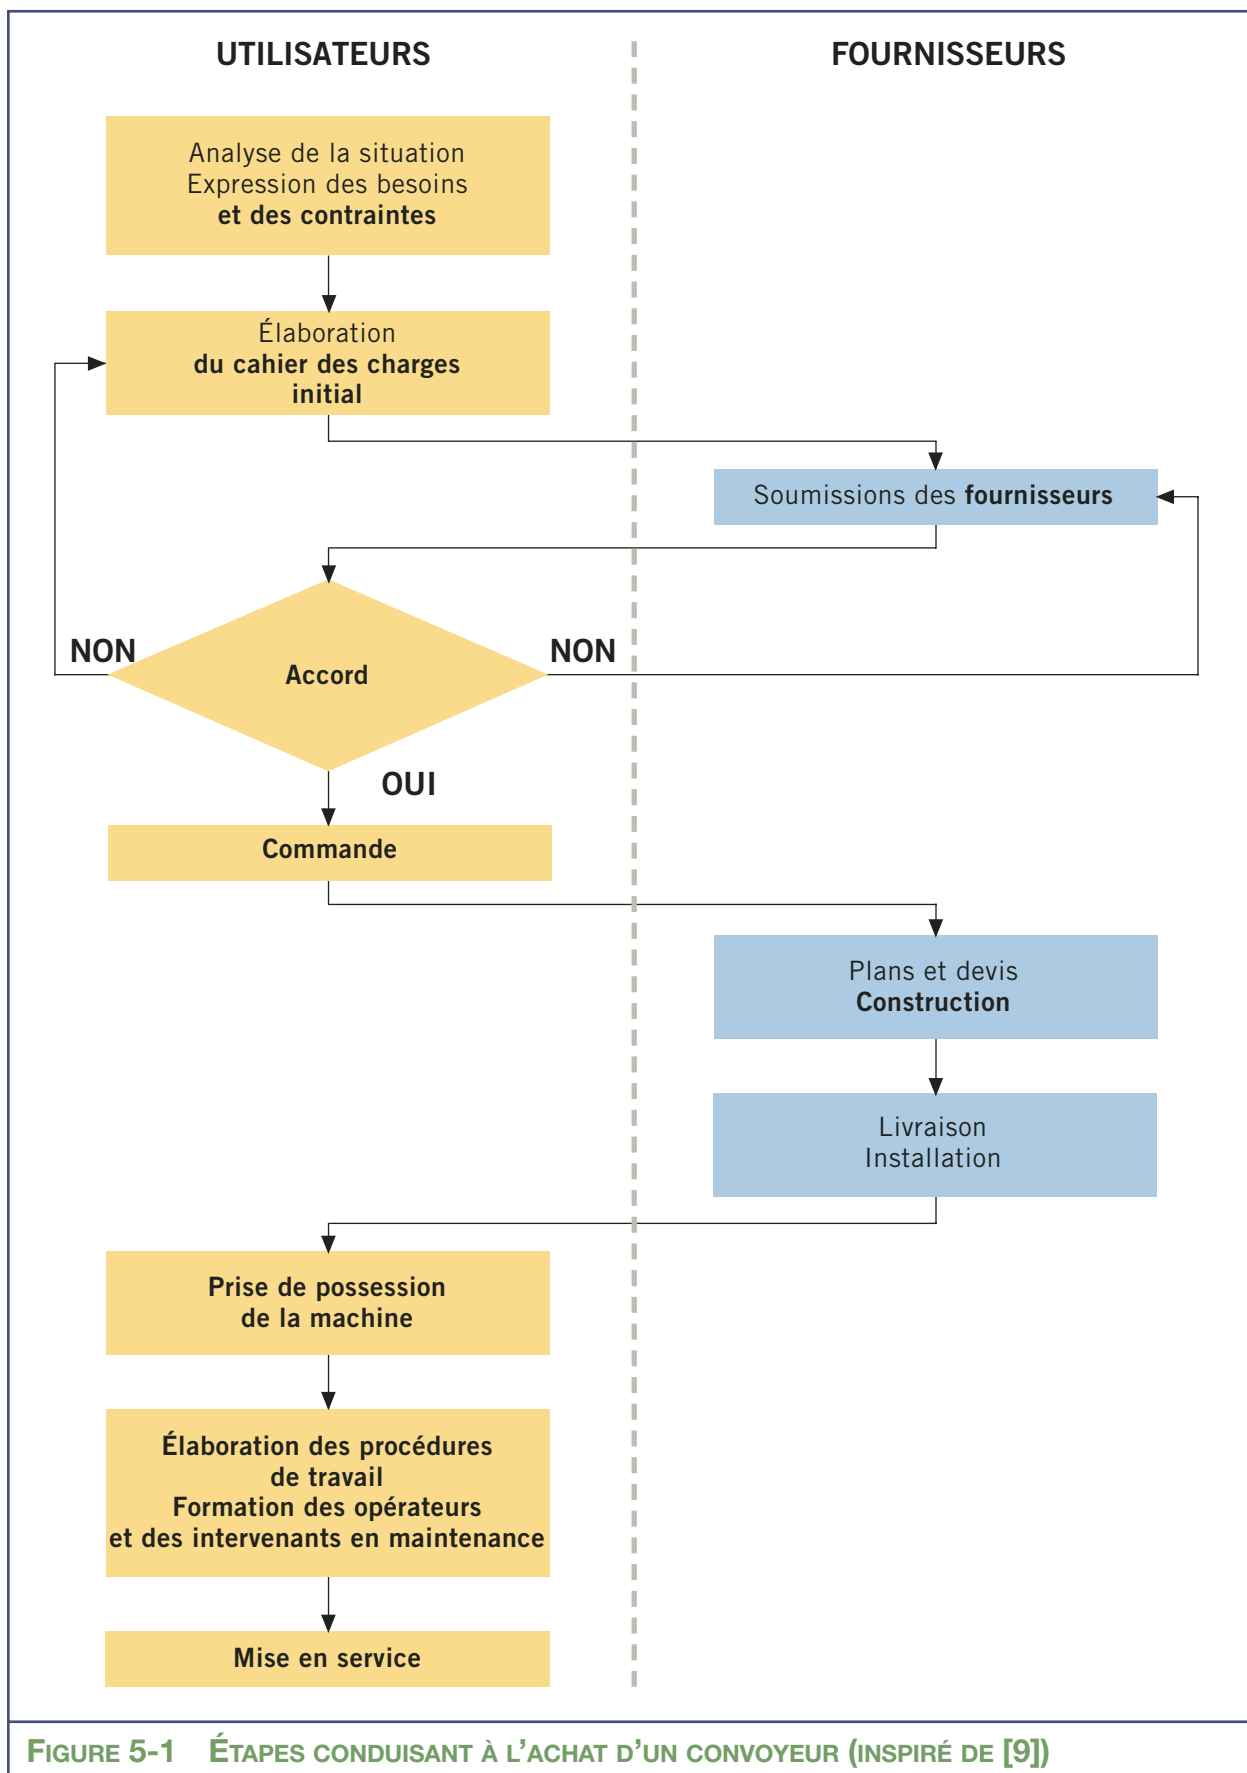 UTILISATEURS
FOURNISSEURS
Analyse de la situation
Expression des besoins
et des contraintes
Élaboration
du cahier des charges
initial
Soumissions des fournisseurs
NON
Accord
NON
OUI
Commande
Plans et devis
Construction
Livraison
Installation
Prise de possession
de la machine
Élaboration des procédures
de travail
Formation des opérateurs
et des intervenants en maintenance
Mise en service
FIGURE 5-1 ÉTAPES CONDUISANT À L'ACHAT D'UN CONVOYEUR (INSPIRÉ DE [9])